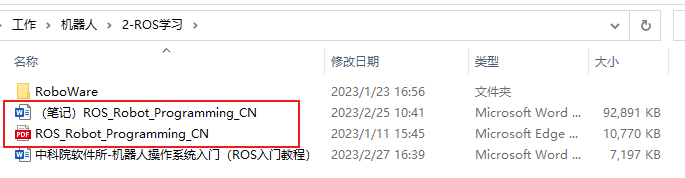 工作 › 机器人 › 2-ROS学习
名称 修改日期 类型 大小
RoboWare 2023/1/23 16:56 文件夹
（笔记）ROS_Robot_Programming_CN 2023/2/25 10:41 Microsoft Word ... 92,891 KB
ROS_Robot_Programming_CN 2023/1/11 15:45 Microsoft Edge ... 10,770 KB
中科院软件所-机器人操作系统入门（ROS入门教程） 2023/2/27 16:39 Microsoft Word ... 7,197 KB